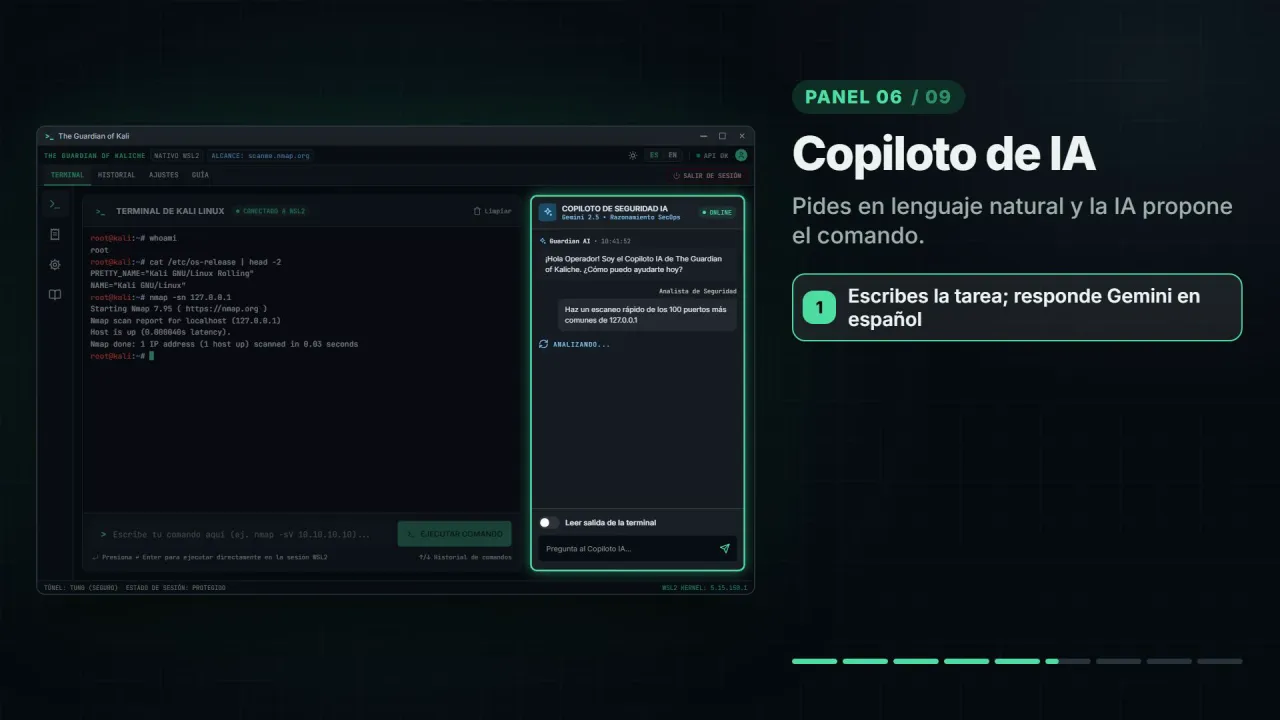 PANEL 06 / 09
Copiloto de IA
Pides en lenguaje natural y la IA propone
el comando.
1
Escribes la tarea; responde Gemini en
español
>_ The Guardian of Kali
THE GUARDIAN OF KALICHE
NATIVO WSL2
ALCANCE: scanme.nmap.org
ES
EN
API OK
TERMINAL
HISTORIAL
AJUSTES
GUÍA
SALIR DE SESIÓN
>_ TERMINAL DE KALI LINUX
CONECTADO A WSL2
Limpiar
root@kali:~# whoami
root
root@kali:~# cat /etc/os-release | head -2
PRETTY_NAME="Kali GNU/Linux Rolling"
NAME="Kali GNU/Linux"
root@kali:~# nmap -sn 127.0.0.1
Starting Nmap 7.95 ( https://nmap.org )
Nmap scan report for localhost (127.0.0.1)
Host is up (0.000040s latency).
Nmap done: 1 IP address (1 host up) scanned in 0.03 seconds
root@kali:~#
> Escribe tu comando aquí (ej. nmap -sV 10.10.10.10)...
>_ EJECUTAR COMANDO
↵ Presiona ↵ Enter para ejecutar directamente en la sesión WSL2
↑/↓ Historial de comandos
COPILOTO DE SEGURIDAD IA
Gemini 2.5 • Razonamiento SecOps
ONLINE
Guardian AI • 10:41:52
¡Hola Operador! Soy el Copiloto IA de The Guardian
of Kaliche. ¿Cómo puedo ayudarte hoy?
Analista de Seguridad
Haz un escaneo rápido de los 100 puertos más
comunes de 127.0.0.1
ANALIZANDO...
Leer salida de la terminal
Pregunta al Copiloto IA...
TÚNEL: TUNG (SEGURO) ESTADO DE SESIÓN: PROTEGIDO
WSL2 KERNEL: 5.15.150.1